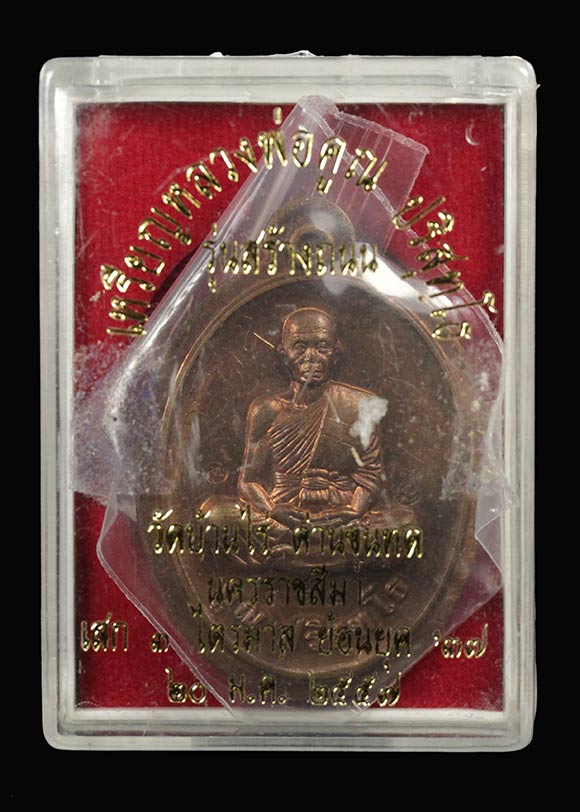 เหรียญหลวงพ่อคูณ ปริสุทฺโธ
รุ่นสร้างถนน
วัดบ้านไร่ ด่านขุนทด
นครราชสีมา
เสก ๓ ไตรมาส ย้อนยุค '๓๗
๒๐ ม.ค. ๒๕๕๗